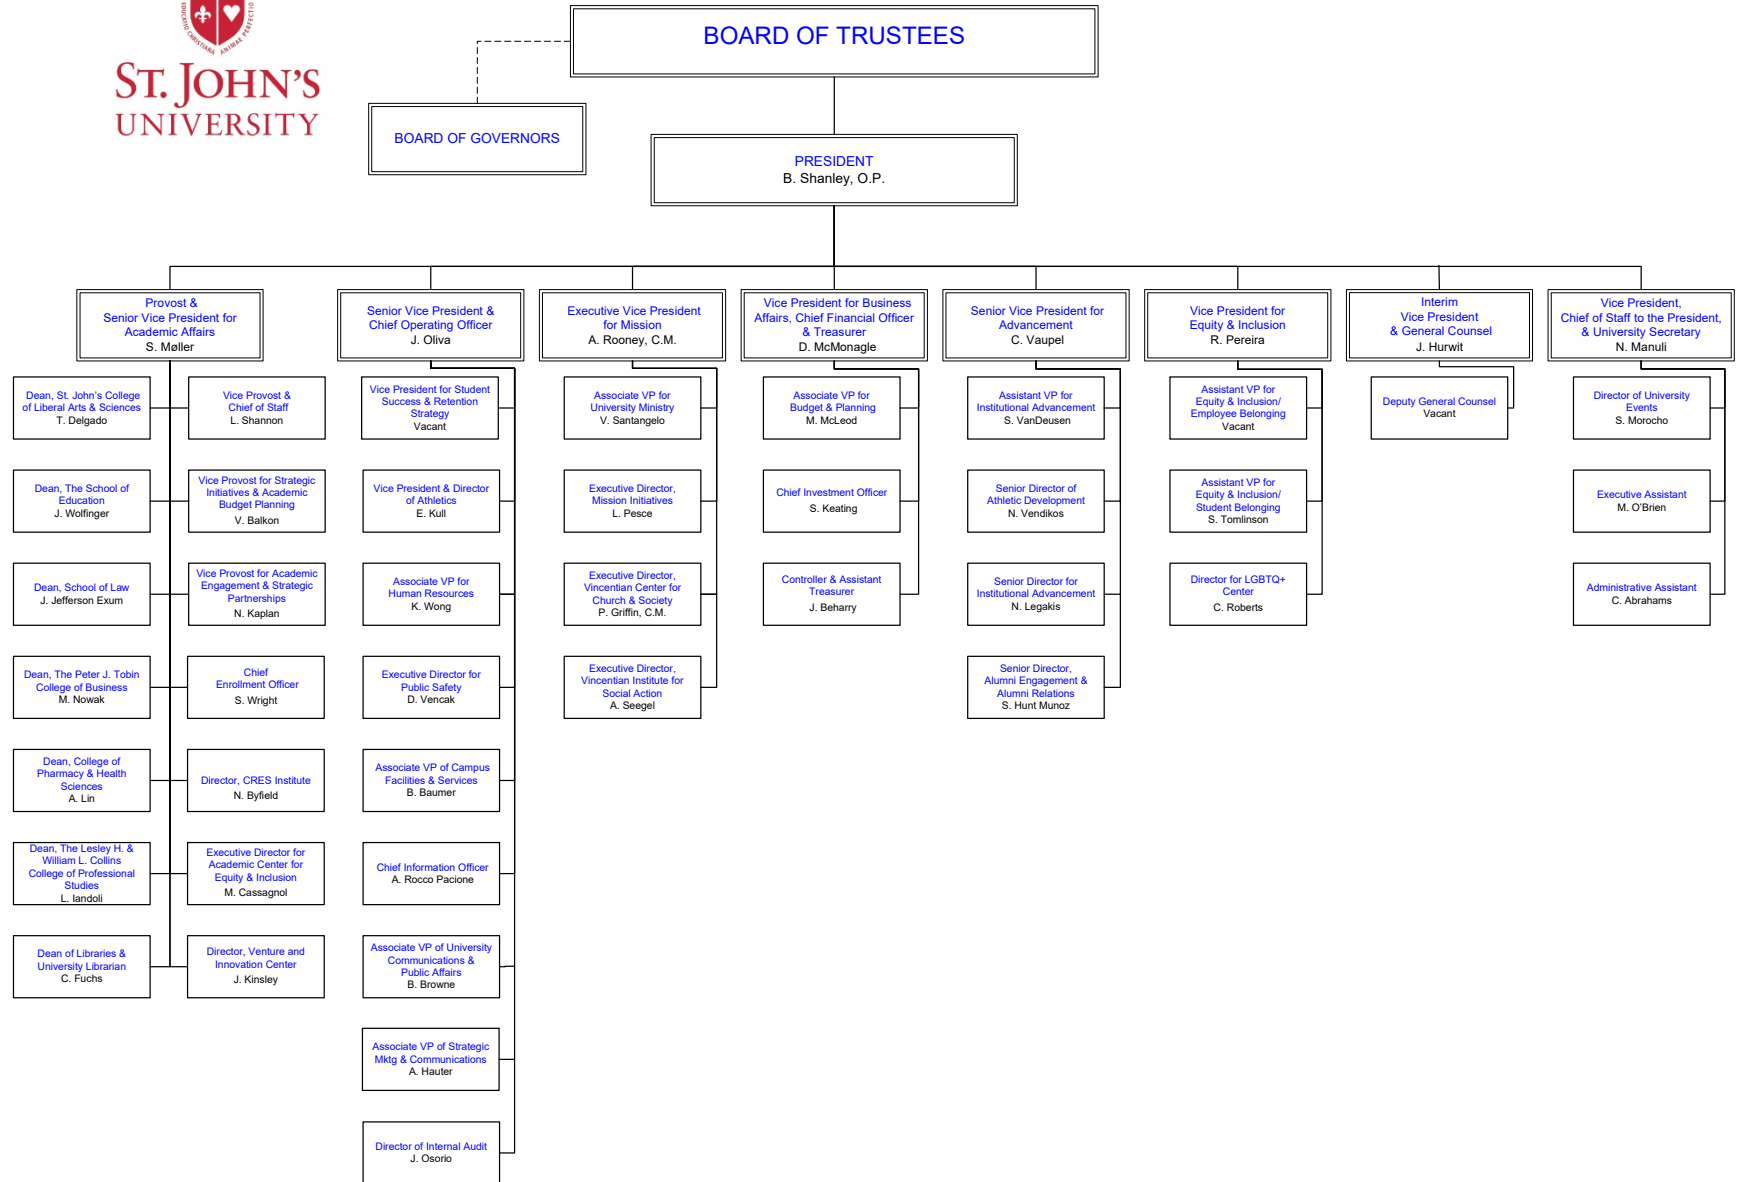 EDUCATIO CHRISTIANA ANIMAE PERFECTIO
ST. JOHN'S
UNIVERSITY
BOARD OF TRUSTEES
BOARD OF GOVERNORS
PRESIDENT
B. Shanley, O.P.
Provost &
Senior Vice President for
Academic Affairs
S. Møller
Senior Vice President &
Chief Operating Officer
J. Oliva
Executive Vice President
for Mission
A. Rooney, C.M.
Vice President for Business
Affairs, Chief Financial Officer
& Treasurer
D. McMonagle
Senior Vice President for
Advancement
C. Vaupel
Vice President for
Equity & Inclusion
R. Pereira
Interim
Vice President
& General Counsel
J. Hurwit
Vice President,
Chief of Staff to the President,
& University Secretary
N. Manuli
Dean, St. John's College
of Liberal Arts & Sciences
T. Delgado
Vice Provost &
Chief of Staff
L. Shannon
Vice President for Student
Success & Retention
Strategy
Vacant
Associate VP for
University Ministry
V. Santangelo
Associate VP for
Budget & Planning
M. McLeod
Assistant VP for
Institutional Advancement
S. VanDeusen
Assistant VP for
Equity & Inclusion/
Employee Belonging
Vacant
Deputy General Counsel
Vacant
Director of University
Events
S. Morocho
Dean, The School of
Education
J. Wolfinger
Vice Provost for Strategic
Initiatives & Academic
Budget Planning
V. Balkon
Vice President & Director
of Athletics
E. Kull
Executive Director,
Mission Initiatives
L. Pesce
Chief Investment Officer
S. Keating
Senior Director of
Athletic Development
N. Vendikos
Assistant VP for
Equity & Inclusion/
Student Belonging
S. Tomlinson
Executive Assistant
M. O'Brien
Dean, School of Law
J. Jefferson Exum
Vice Provost for Academic
Engagement & Strategic
Partnerships
N. Kaplan
Associate VP for
Human Resources
K. Wong
Executive Director,
Vincentian Center for
Church & Society
P. Griffin, C.M.
Controller & Assistant
Treasurer
J. Beharry
Senior Director for
Institutional Advancement
N. Legakis
Director for LGBTQ+
Center
C. Roberts
Administrative Assistant
C. Abrahams
Dean, The Peter J. Tobin
College of Business
M. Nowak
Chief
Enrollment Officer
S. Wright
Executive Director for
Public Safety
D. Vencak
Executive Director,
Vincentian Institute for
Social Action
A. Seegel
Senior Director,
Alumni Engagement &
Alumni Relations
S. Hunt Munoz
Dean, College of
Pharmacy & Health
Sciences
A. Lin
Director, CRES Institute
N. Byfield
Associate VP of Campus
Facilities & Services
B. Baumer
Dean, The Lesley H. &
William L. Collins
College of Professional
Studies
L. Iandoli
Executive Director for
Academic Center for
Equity & Inclusion
M. Cassagnol
Chief Information Officer
A. Rocco Pacione
Dean of Libraries &
University Librarian
C. Fuchs
Director, Venture and
Innovation Center
J. Kinsley
Associate VP of University
Communications &
Public Affairs
B. Browne
Associate VP of Strategic
Mktg & Communications
A. Hauter
Director of Internal Audit
J. Osorio